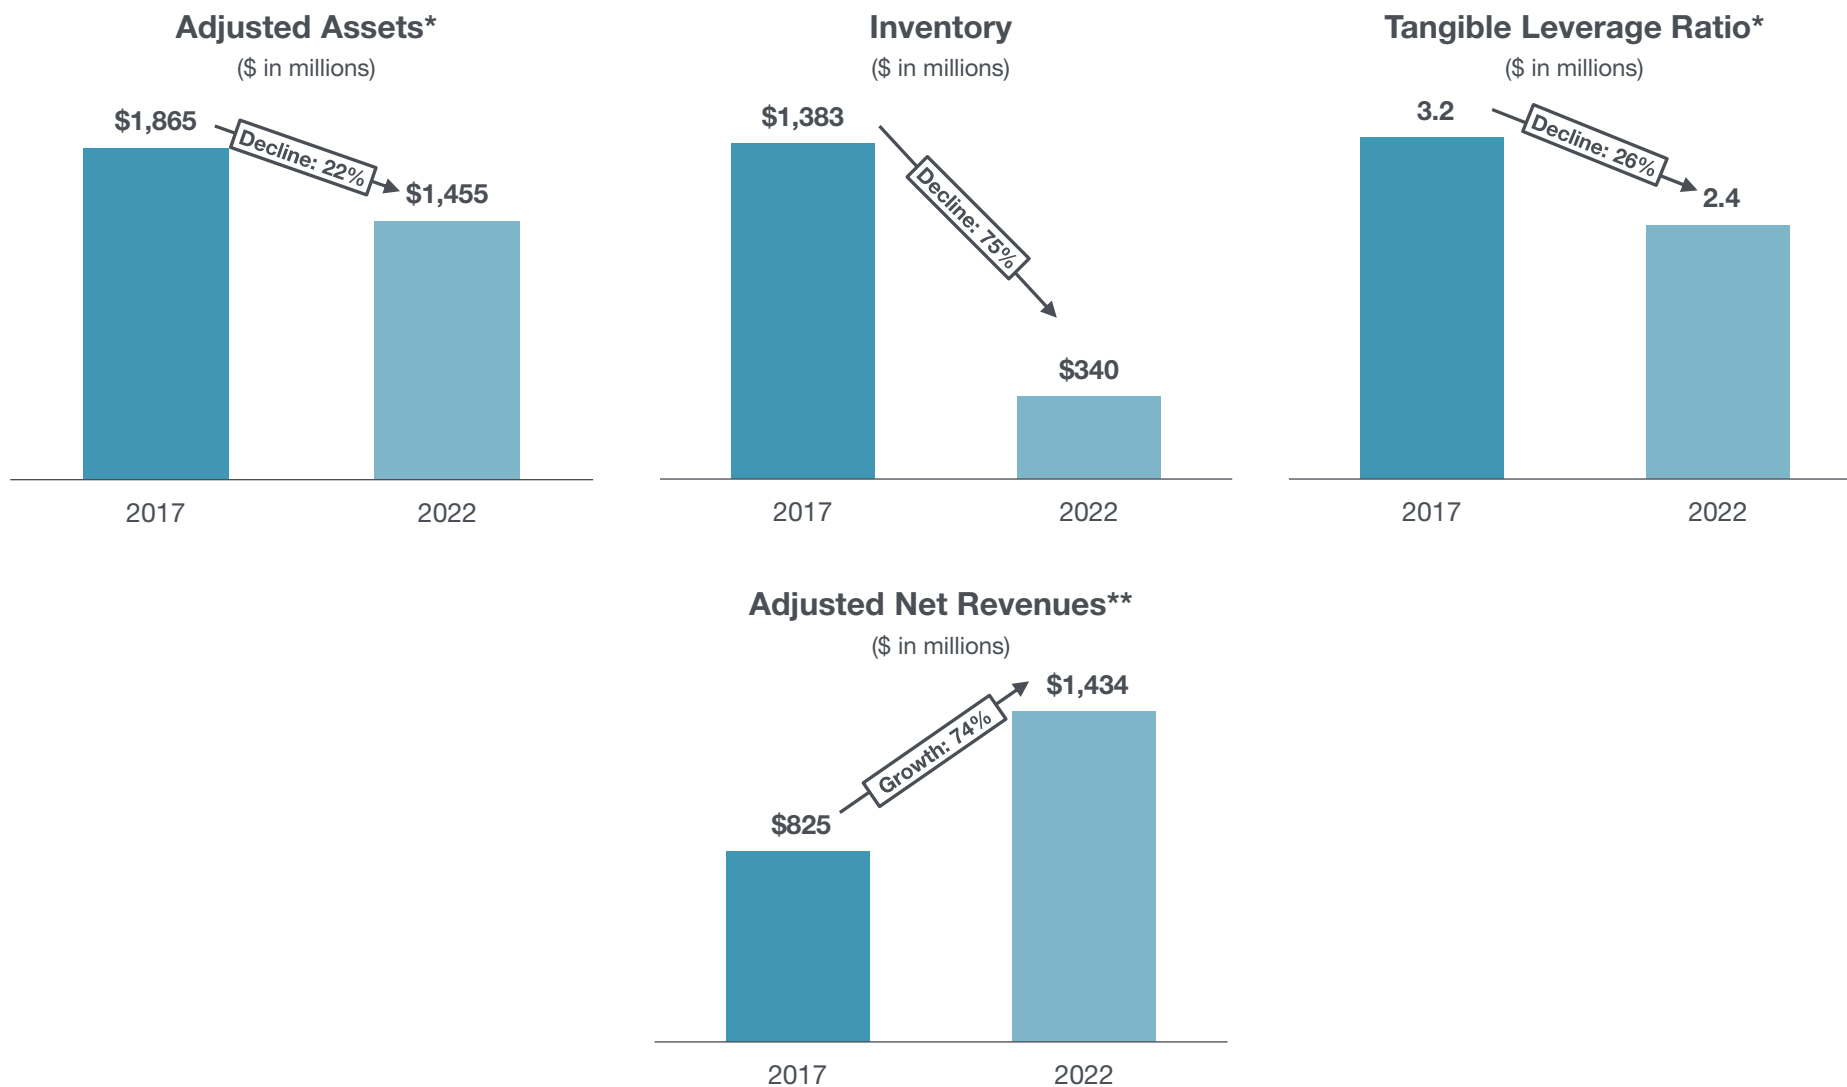 Adjusted Assets*
($ in millions)
$1,865
Decline: 22%
$1,455
2017
2022
Inventory
($ in millions)
$1,383
Decline: 75%
$340
2017
2022
Tangible Leverage Ratio*
($ in millions)
3.2
Decline: 26%
2.4
2017
2022
Adjusted Net Revenues**
($ in millions)
$825
Growth: 74%
$1,434
2017
2022